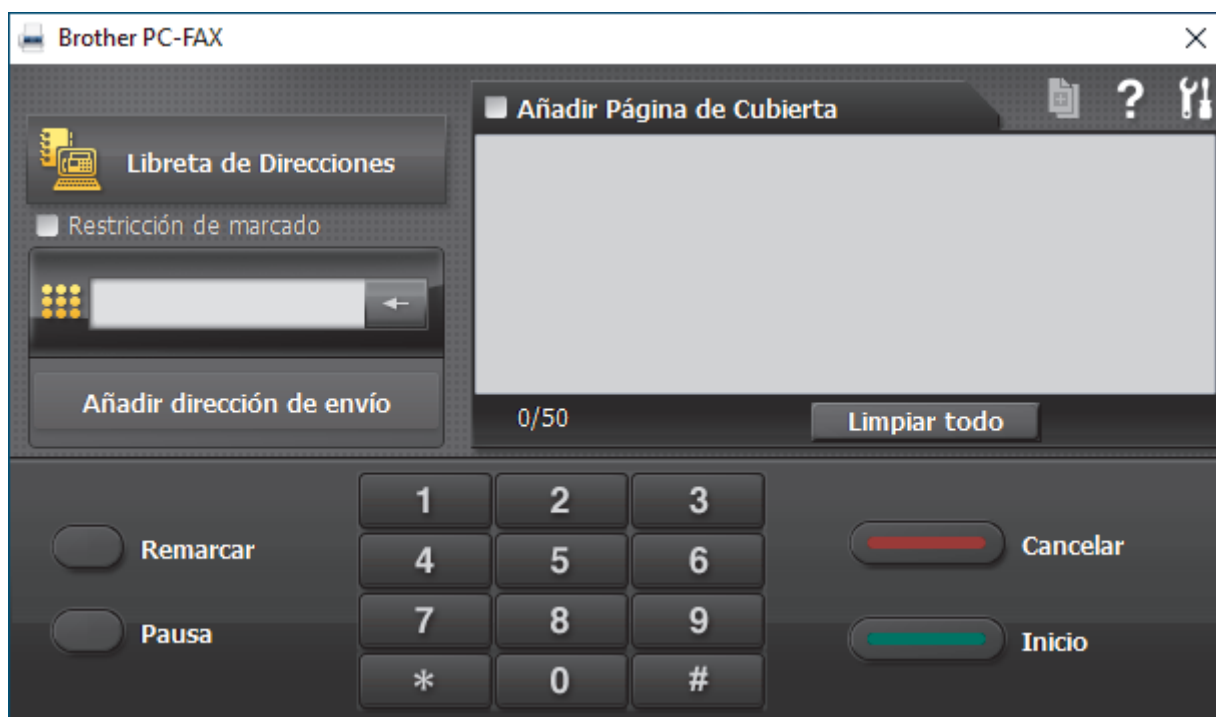 Brother PC-FAX
Añadir Página de Cubierta
?
Libreta de Direcciones
Restricción de marcado
Añadir dirección de envío
0/50
Limpiar todo
1 2 3
Remarcar
4 5 6
Cancelar
Pausa
7 8 9
Inicio
* 0 #